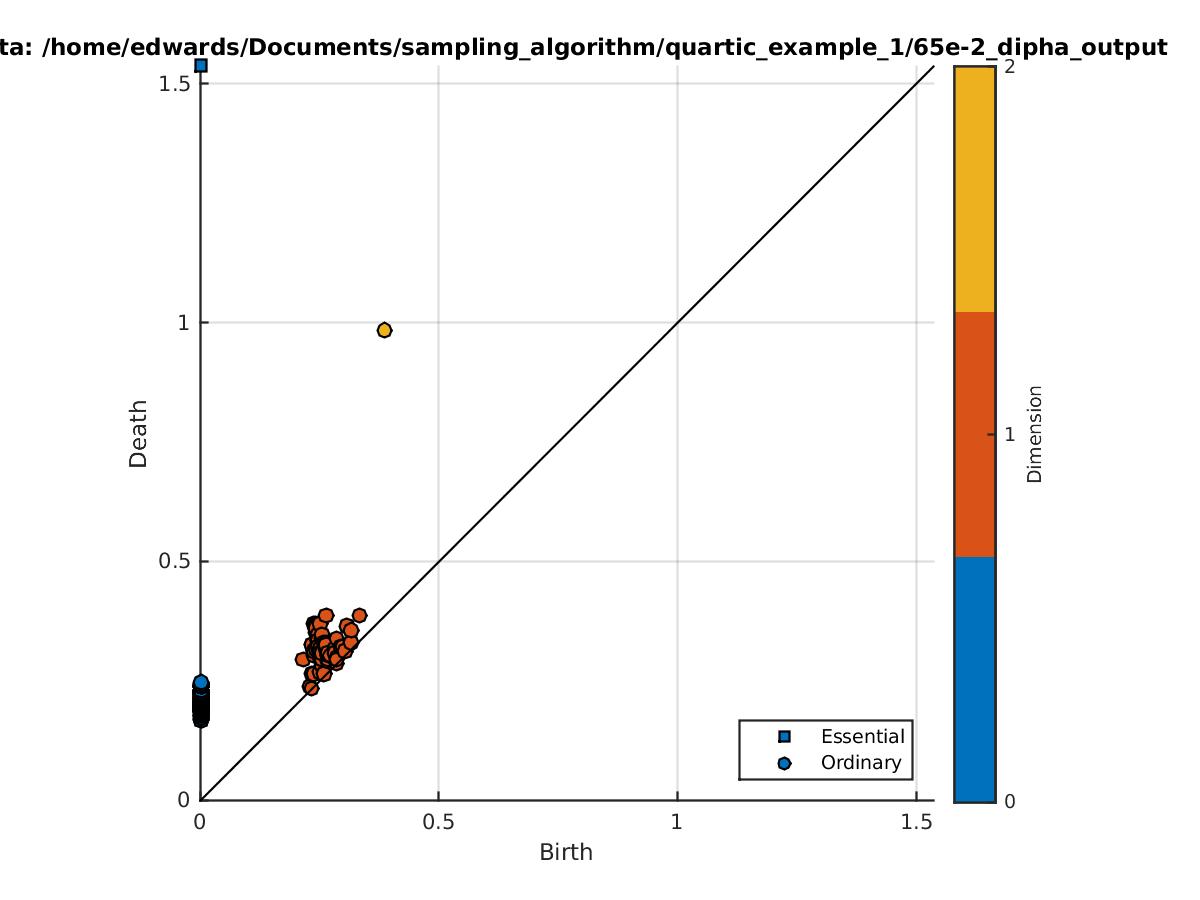 ta: /home/edwards/Documents/sampling_algorithm/quartic_example_1/65e-2_dipha_output
1.5
1
0.5
0
Death
0
0.5
1
1.5
Birth
Essential
Ordinary
2
1
0
Dimension